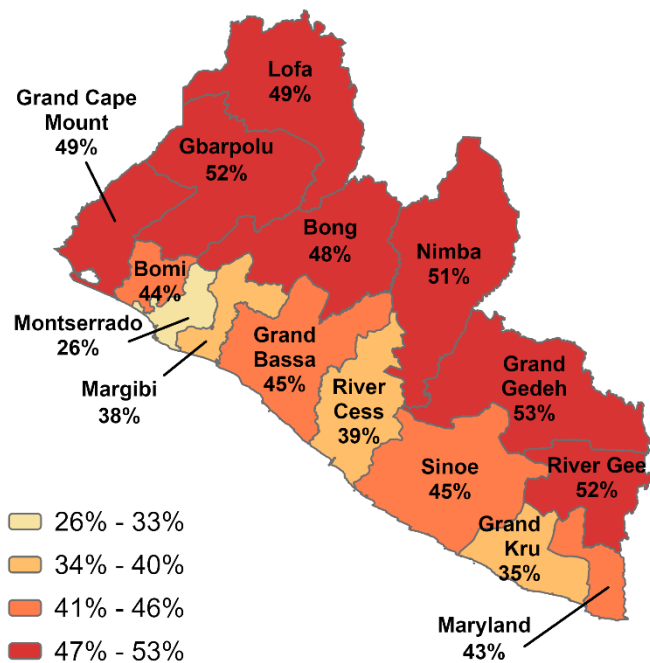 Lofa
49%
Grand Cape
Mount
49%
Gbarpolu
52%
Bong
48%
Nimba
51%
Bomi
44%
Montserrado
26%
Margibi
38%
Grand
Bassa
45%
River
Cess
39%
Grand
Gedeh
53%
Sinoe
45%
River Gee
52%
Grand
Kru
35%
Maryland
43%
26% - 33%
34% - 40%
41% - 46%
47% - 53%